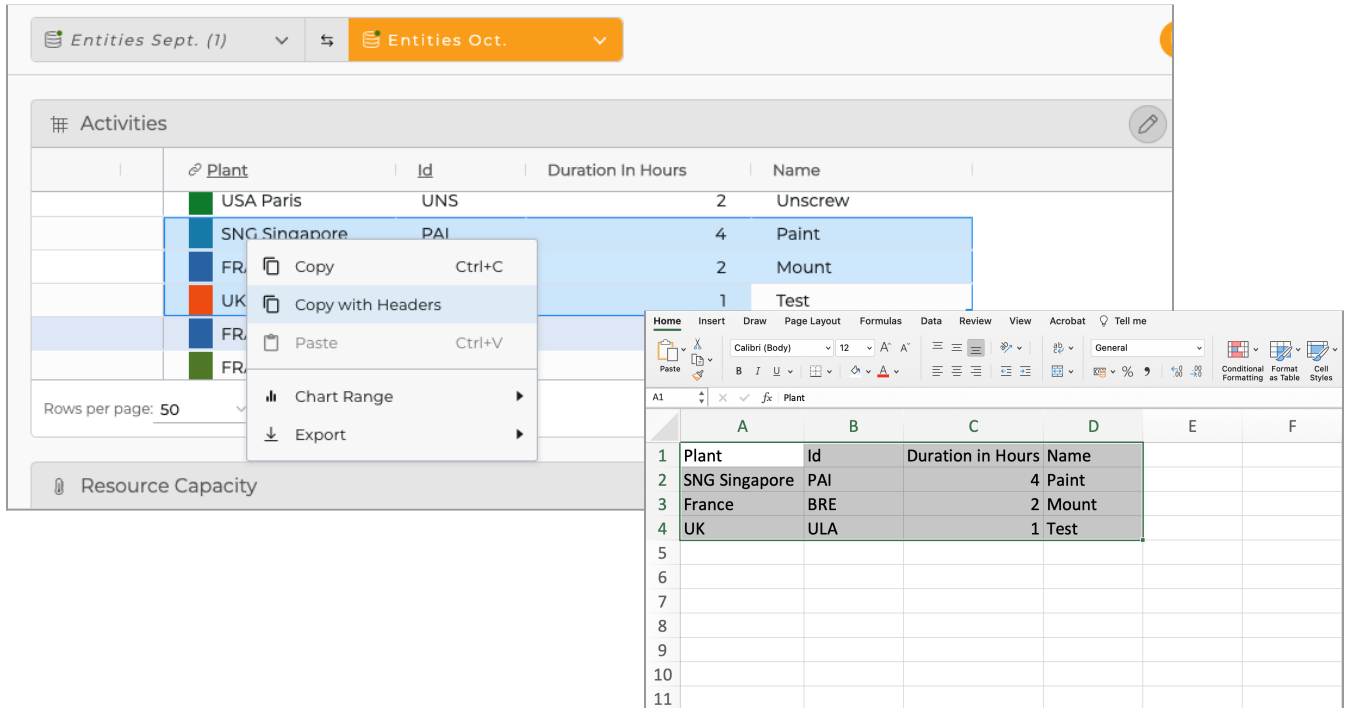 Entities Sept. (1) Entities Oct.
Activities
Plant Id Duration In Hours Name
USA Paris UNS 2 Unscrew
SNG Singapore PAI 4 Paint
FRA 2 Mount
UK 1 Test
FRA
FRA
Copy Ctrl+C
Copy with Headers
Paste Ctrl+V
Chart Range
Export
Rows per page: 50
Resource Capacity
Home Insert Draw Page Layout Formulas Data Review View Acrobat Tell me
Paste Calibri (Body) 12 A A ab General Conditional Formatting Format as Table Cell Styles
B I U A % 
A1 fx Plant
A B C D E F
1 Plant Id Duration in Hours Name
2 SNG Singapore PAI 4 Paint
3 France BRE 2 Mount
4 UK ULA 1 Test
5
6
7
8
9
10
11